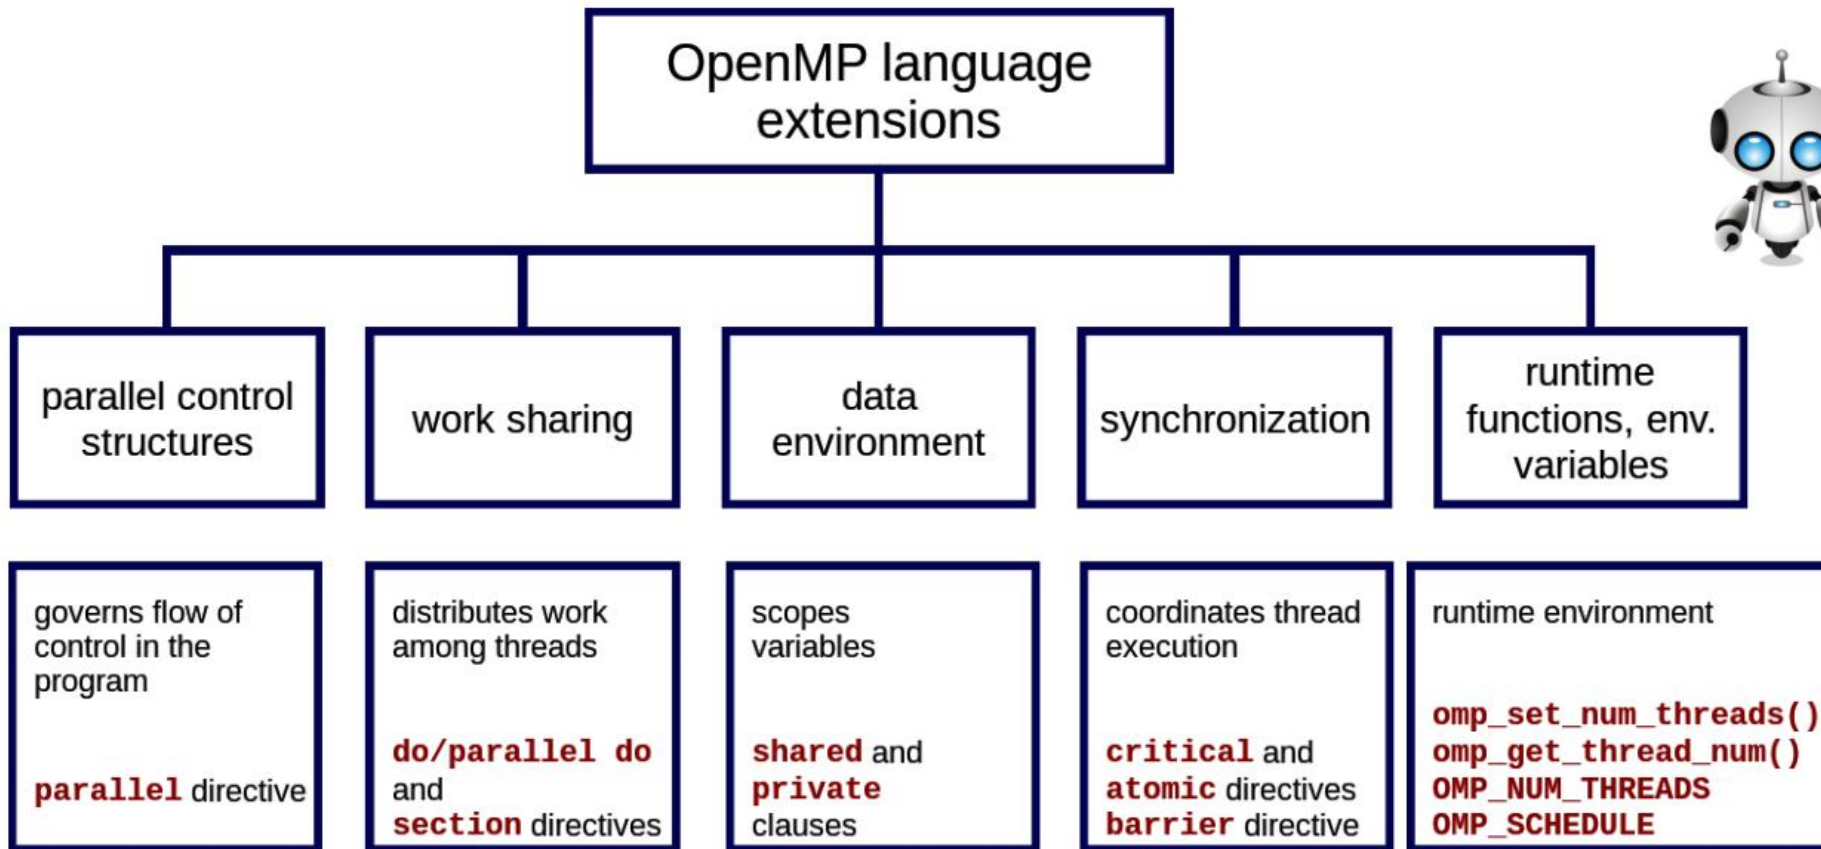 OpenMP language
extensions
parallel control
structures
work sharing
data
environment
synchronization
runtime
functions, env.
variables
governs flow of
control in the
program
parallel directive
distributes work
among threads
do/parallel do
and
section directives
scopes
variables
shared and
private
clauses
coordinates thread
execution
critical and
atomic directives
barrier directive
runtime environment
omp_set_num_threads()
omp_get_thread_num()
OMP_NUM_THREADS
OMP_SCHEDULE